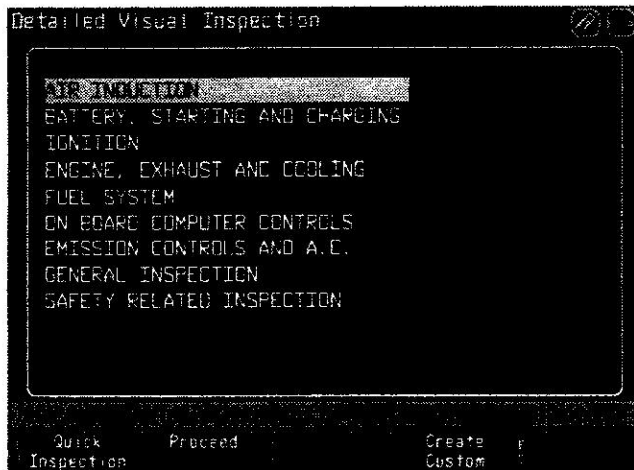 Detailed Visual Inspection
AIR INDUCTION
BATTERY, STARTING AND CHARGING
IGNITION
ENGINE, EXHAUST AND COOLING
FUEL SYSTEM
ON BOARD COMPUTER CONTROLS
EMISSION CONTROLS AND A.C.
GENERAL INSPECTION
SAFETY RELATED INSPECTION
Quick Proceed Create
Inspection Custom